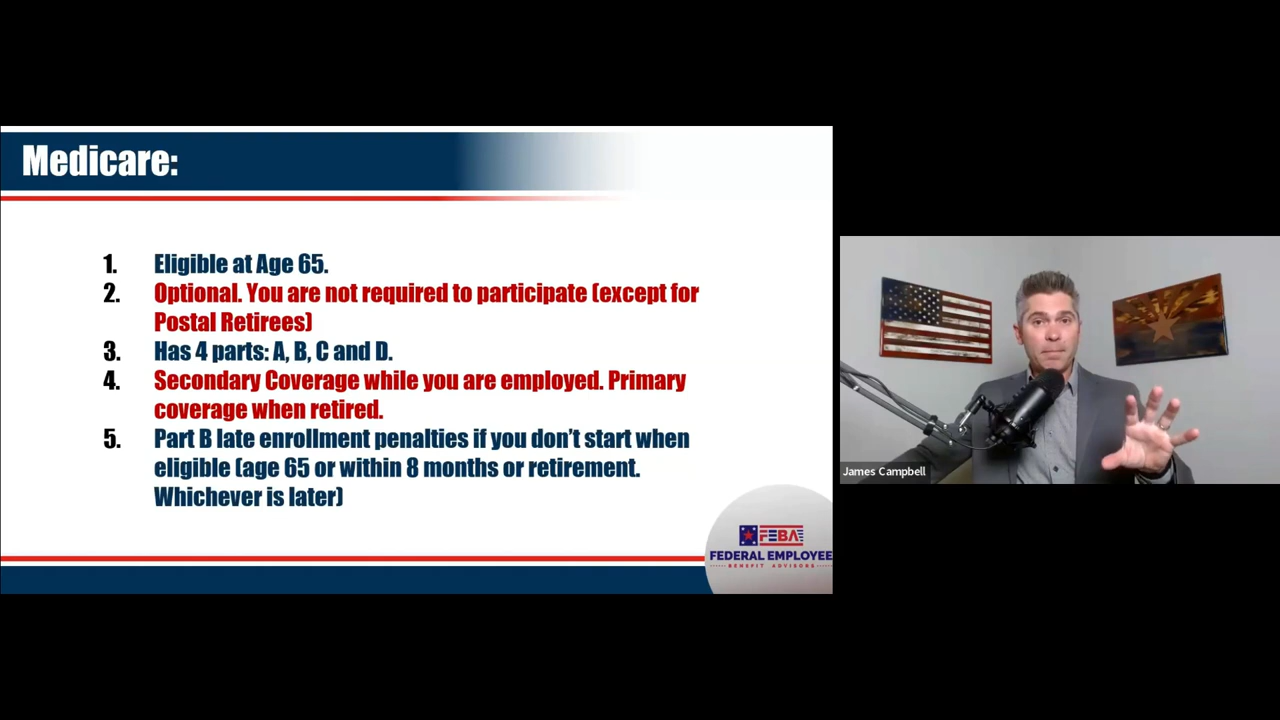 Medicare:
1. Eligible at Age 65.
2. Optional. You are not required to participate (except for
Postal Retirees)
3. Has 4 parts: A, B, C and D.
4. Secondary Coverage while you are employed. Primary
coverage when retired.
5. Part B late enrollment penalties if you don’t start when
eligible (age 65 or within 8 months or retirement.
Whichever is later)
FEBA
FEDERAL EMPLOYEE
BENEFIT ADVISORS
James Campbell